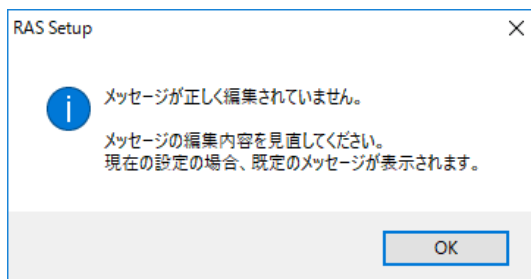 RAS Setup
メッセージが正しく編集されていません。
メッセージの編集内容を見直してください。
現在の設定の場合、既定のメッセージが表示されます。
OK